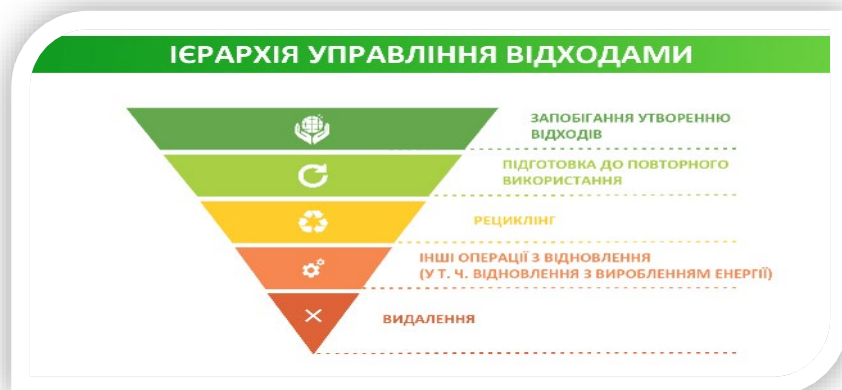 ІЄРАРХІЯ УПРАВЛІННЯ ВІДХОДАМИ
ЗАПОБІГАННЯ УТВОРЕННЮ
ВІДХОДІВ
ПІДГОТОВКА ДО ПОВТОРНОГО
ВИКОРИСТАННЯ
РЕЦИКЛІНГ
ІНШІ ОПЕРАЦІЇ З ВІДНОВЛЕННЯ
(У Т. Ч. ВІДНОВЛЕННЯ З ВИРОБЛЕННЯМ ЕНЕРГІЇ)
ВИДАЛЕННЯ